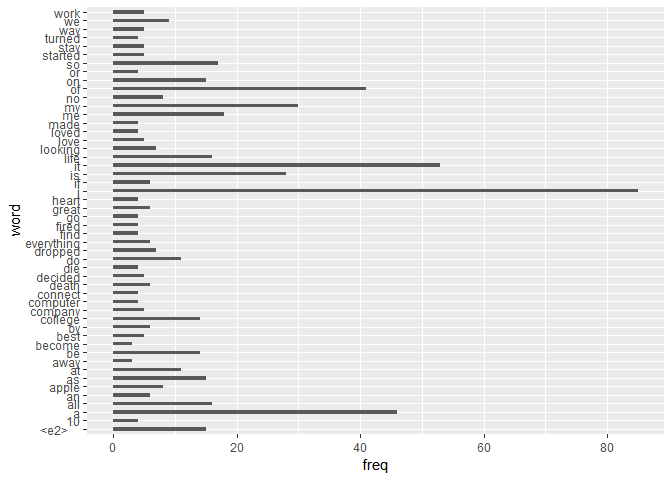 work
we
way
turned
stay
started
so
or
on
of
no
my
me
made
loved
love
looking
life
it
is
if
i
heart
great
go
fired
find
everything
dropped
do
die
decided
death
connect
computer
company
college
by
best
become
be
away
at
as
apple
an
all
a
10
<e2>
word
0 20 40 60 80
freq